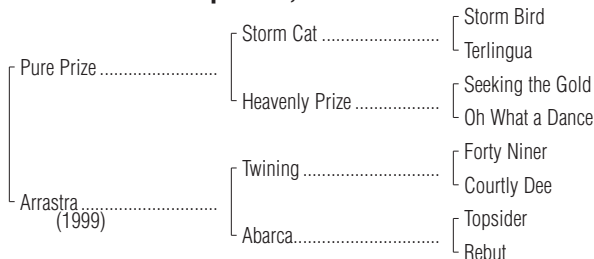 Storm Bird
Storm Cat ..............................
Terlingua
Pure Prize ..............................
Seeking the Gold
Heavenly Prize .....................
Oh What a Dance
Forty Niner
Twining ..................................
Courtly Dee
Arrastra ..................................
(1999)
Topsider
Abarca.....................................
Rebut